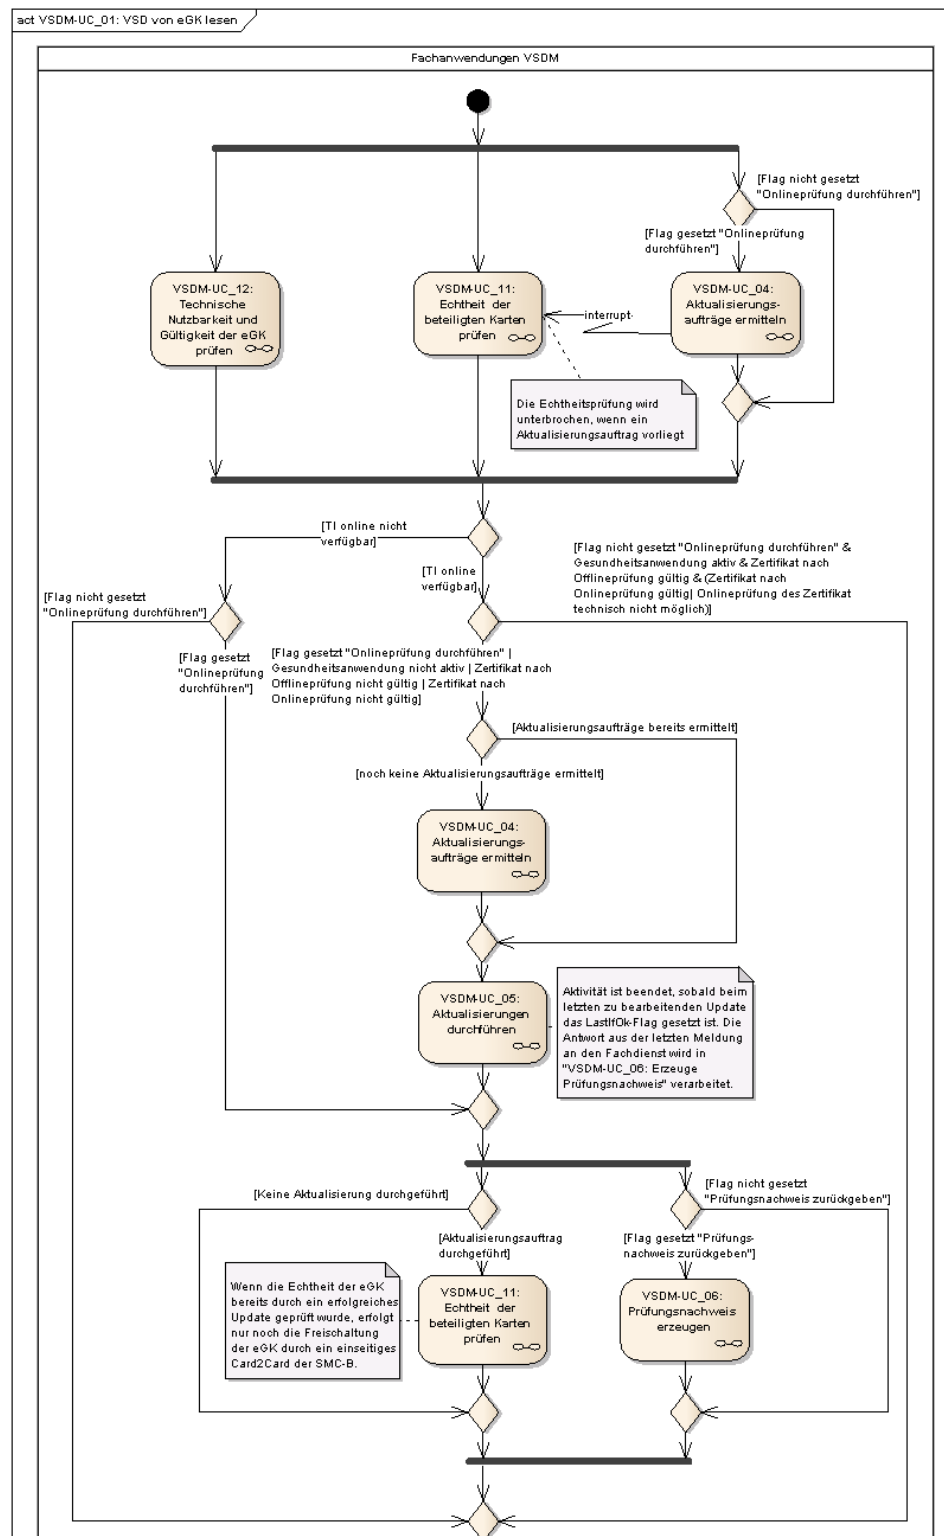 act VSDM-UC_01: VSD von eGK lesen
Fachanwendungen VSDM
[Flag nicht gesetzt
"Onlineprüfung durchführen"]
[Flag gesetzt "Onlineprüfung
durchführen"]
VSDM-UC_12:
Technische
Nutzbarkeit und
Gültigkeit der eGK
prüfen
VSDM-UC_11:
Echtheit der
beteiligten Karten
prüfen
interrupt
VSDM-UC_04:
Aktualisierungs-
aufträge ermitteln
Die Echtheitsprüfung wird
unterbrochen, wenn ein
Aktualisierungsauftrag vorliegt
[TI online nicht
verfügbar]
[TI online
verfügbar]
[Flag nicht gesetzt "Onlineprüfung durchführen" &
Gesundheitsanwendung aktiv & Zertifikat nach
Offlineprüfung gültig & (Zertifikat nach
Onlineprüfung gültig| Onlineprüfung des Zertifikat
technisch nicht möglich)]
[Flag nicht gesetzt
"Onlineprüfung durchführen"]
[Flag gesetzt
"Onlineprüfung
durchführen"]
[Flag gesetzt "Onlineprüfung durchführen" |
Gesundheitsanwendung nicht aktiv | Zertifikat nach
Offlineprüfung nicht gültig | Zertifikat nach
Onlineprüfung nicht gültig]
[Aktualisierungsaufträge bereits ermittelt]
[noch keine Aktualisierungsaufträge ermittelt]
VSDM-UC_04:
Aktualisierungs-
aufträge ermitteln
VSDM-UC_05:
Aktualisierungen
durchführen
Aktivität ist beendet, sobald beim
letzten zu bearbeitenden Update
das LastIfOk-Flag gesetzt ist. Die
Antwort aus der letzten Meldung
an den Fachdienst wird in
"VSDM-UC_06: Erzeuge
Prüfungsnachweis" verarbeitet.
[Keine Aktualisierung durchgeführt]
[Flag nicht gesetzt
"Prüfungsnachweis zurückgeben"]
[Aktualisierungsauftrag
durchgeführt]
[Flag gesetzt "Prüfungs-
nachweis zurückgeben"]
Wenn die Echtheit der eGK
bereits durch ein erfolgreiches
Update geprüft wurde, erfolgt
nur noch die Freischaltung
der eGK durch ein einseitiges
Card2Card der SMC-B.
VSDM-UC_11:
Echtheit der
beteiligten Karten
prüfen
VSDM-UC_06:
Prüfungsnachweis
erzeugen